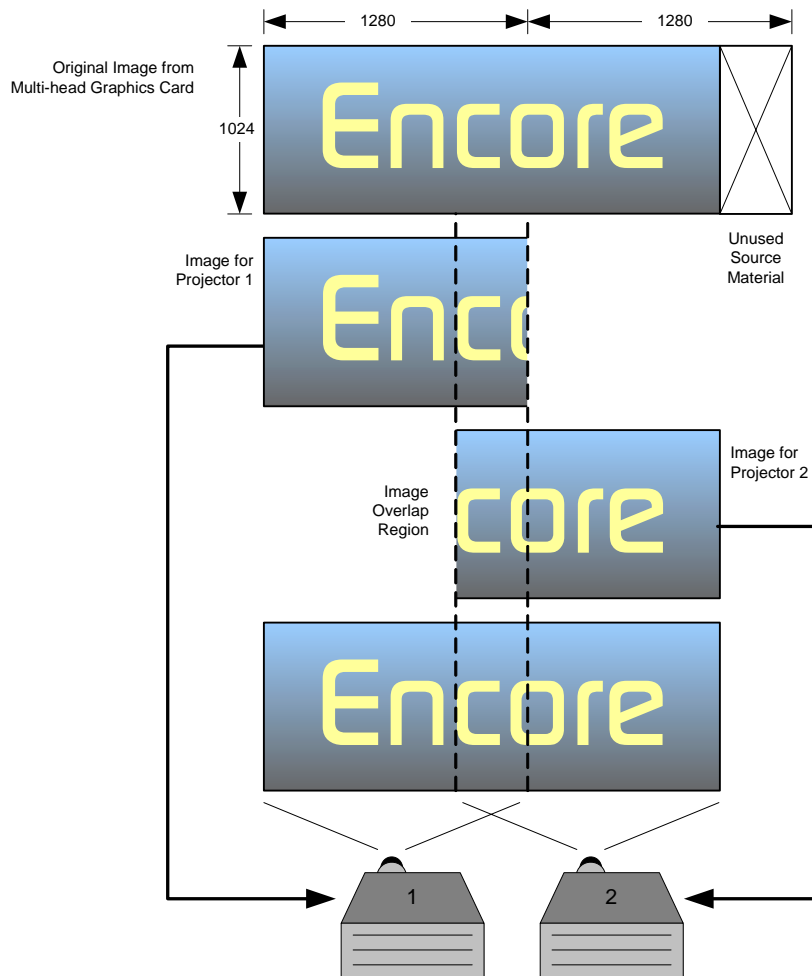 1280
1280
Original Image from
Multi-head Graphics Card
1024
Encore
Unused
Source
Material
Image for
Projector 1
Enco
Image for
Projector 2
Image
Overlap
Region
core
Encore
1
2